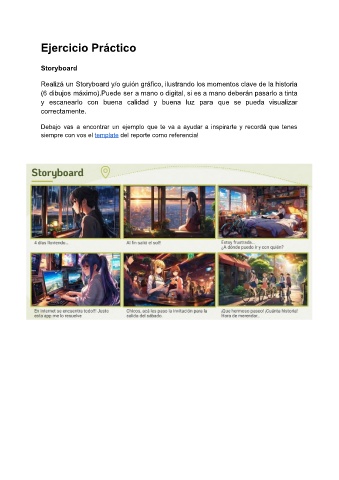 Ejercicio Práctico
Storyboard
Realizá un Storyboard y/o guión gráfico, ilustrando los momentos clave de la historia
(6 dibujos máximo).Puede ser a mano o digital, si es a mano deberán pasarlo a tinta
y escanearlo con buena calidad y buena luz para que se pueda visualizar
correctamente.
Debajo vas a encontrar un ejemplo que te va a ayudar a inspirarte y recordá que tenes
siempre con vos el template del reporte como referencia!
Storyboard
4 días lloviendo...
Al fin salió el sol!!
Estoy frustrada...
¿A dónde puedo ir y con quién?
En internet se encuentra todo!!! Justo
esta app me lo resuelve
Chicos, acá les paso la invitación para la
salida del sábado.
¡Que hermoso paseo! ¡Cuánta historia!
Hora de merendar.